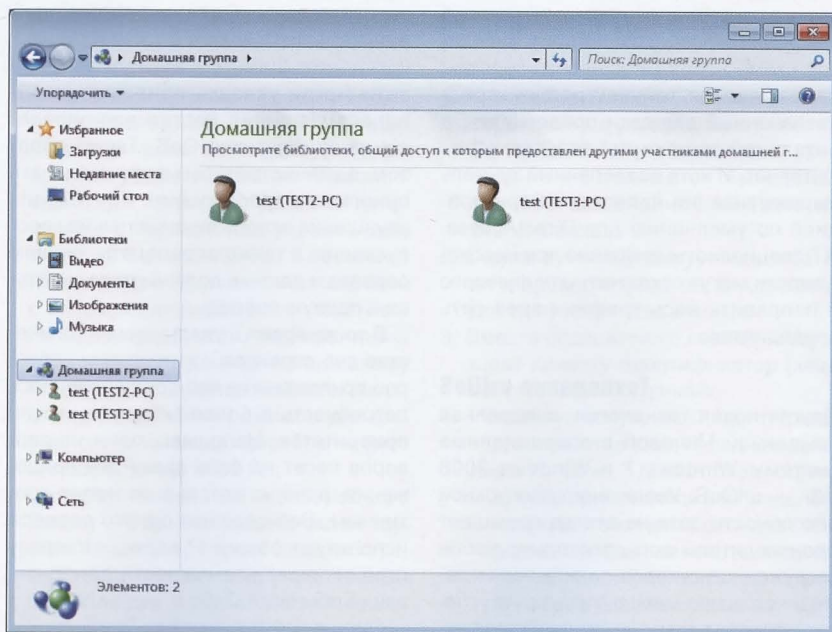 Домашняя группа
Поиск: Домашняя группа
Упорядочить
Домашняя группа
Просмотрите библиотеки, общий доступ к которым предоставлен другими участниками домашней г...
test (TEST2-PC)
test (TEST3-PC)
Избранное
Загрузки
Недавние места
Рабочий стол
Библиотеки
Видео
Документы
Изображения
Музыка
Домашняя группа
test (TEST2-PC)
test (TEST3-PC)
Компьютер
Сеть
Элементов: 2